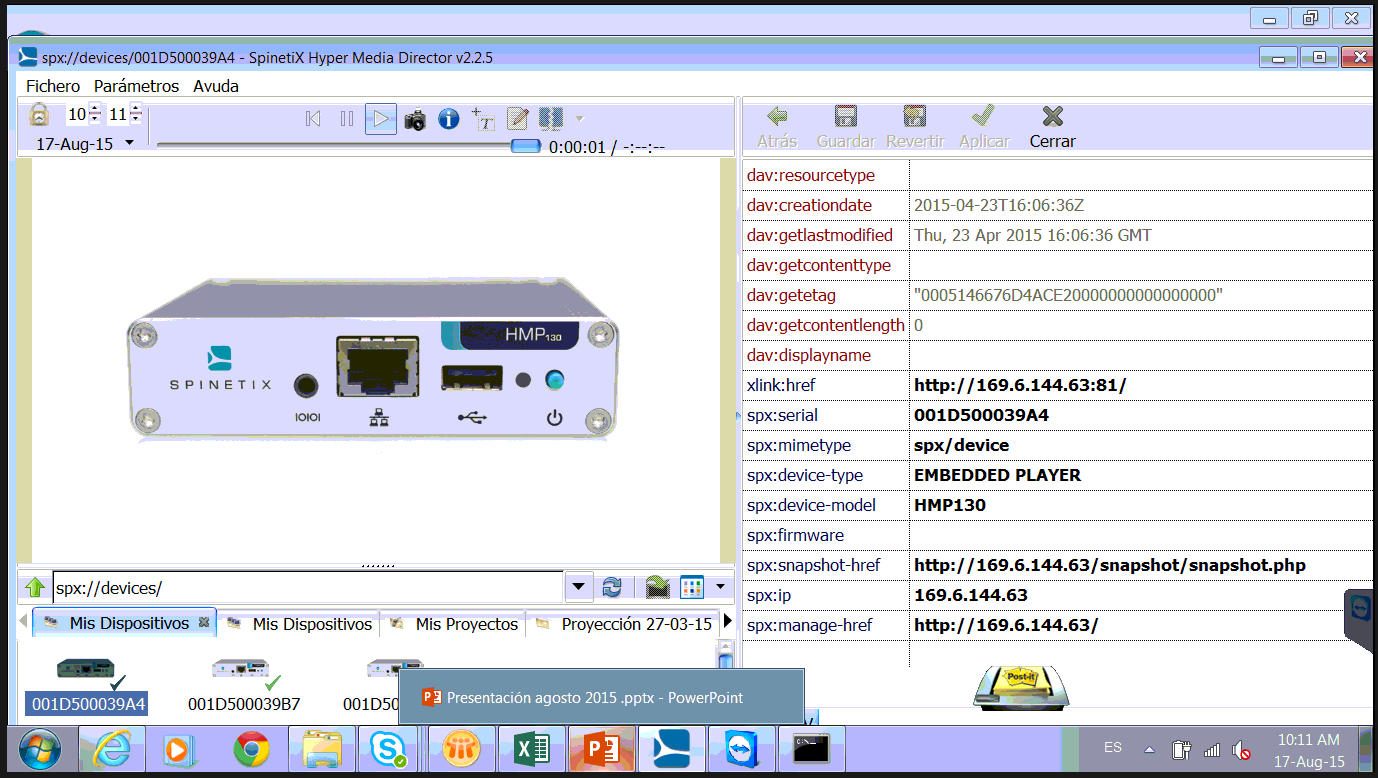 spx://devices/001D500039A4 - SpinetiX Hyper Media Director v2.2.5
Fichero Parámetros Ayuda
10 11
17-Aug-15
0:00:01 / -:--:--
HMP130
SPINETIX
IOIOI
spx://devices/
Mis Dispositivos Mis Dispositivos Mis Proyectos Proyección 27-03-15
001D500039A4 001D500039B7 001D50
Atrás Guardar Revertir Aplicar Cerrar
dav:resourcetype
dav:creationdate 2015-04-23T16:06:36Z
dav:getlastmodified Thu, 23 Apr 2015 16:06:36 GMT
dav:getcontenttype
dav:getetag "0005146676D4ACE20000000000000000"
dav:getcontentlength 0
dav:displayname
xlink:href http://169.6.144.63:81/
spx:serial 001D500039A4
spx:mimetype spx/device
spx:device-type EMBEDDED PLAYER
spx:device-model HMP130
spx:firmware
spx:snapshot-href http://169.6.144.63/snapshot/snapshot.php
spx:ip 169.6.144.63
spx:manage-href http://169.6.144.63/
Post-it
Presentación agosto 2015 .pptx - PowerPoint
ES
10:11 AM
17-Aug-15